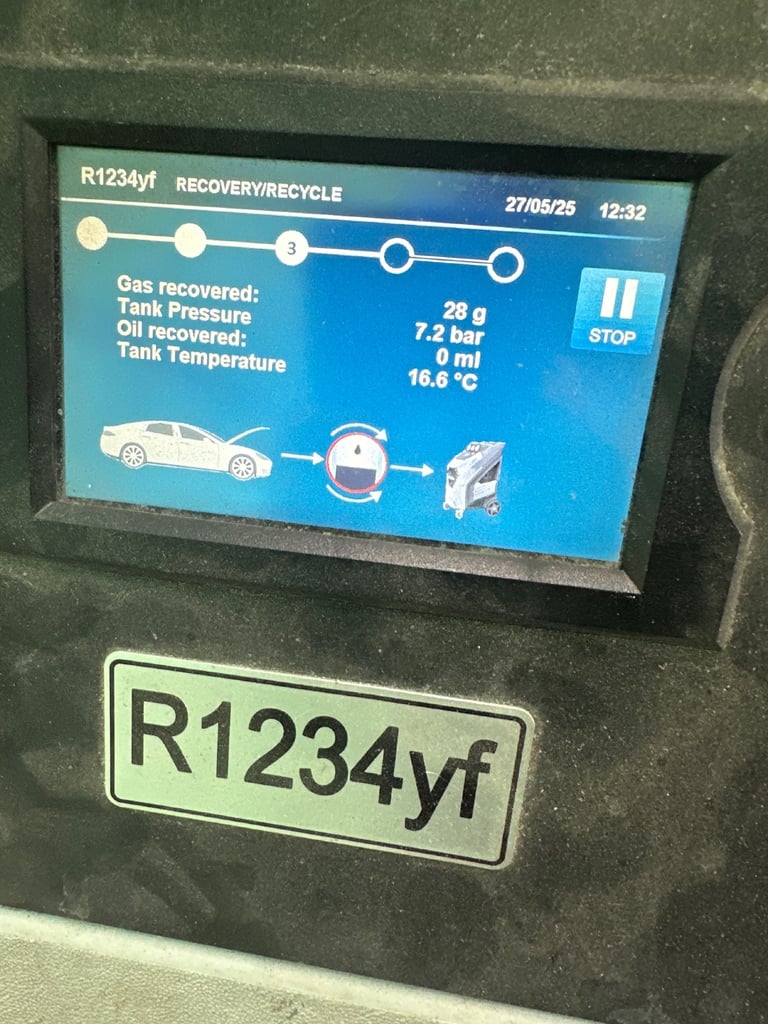 R1234yf RECOVERY/RECYCLE 27/05/25 12:32
3
Gas recovered: 28 g
Tank Pressure 7.2 bar
Oil recovered: 0 ml
Tank Temperature 16.6 °C
STOP
R1234yf